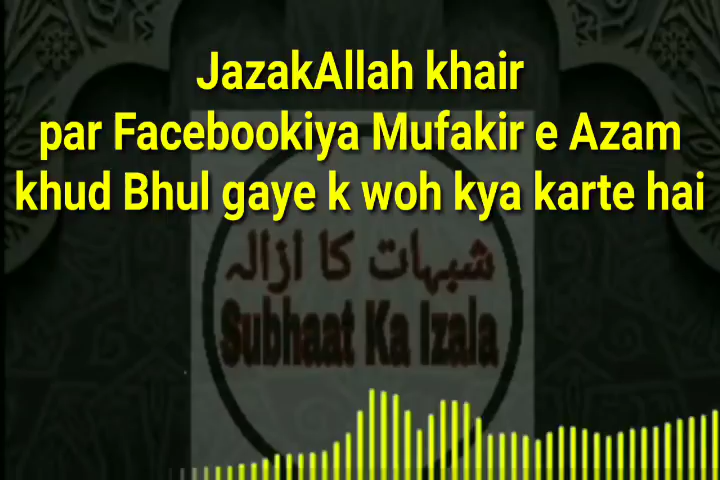 JazakAllah khair
par Facebookiya Mufakir e Azam
khud Bhul gaye k woh kya karte hai
شبہات کا ازالہ
Subhaat Ka Izala